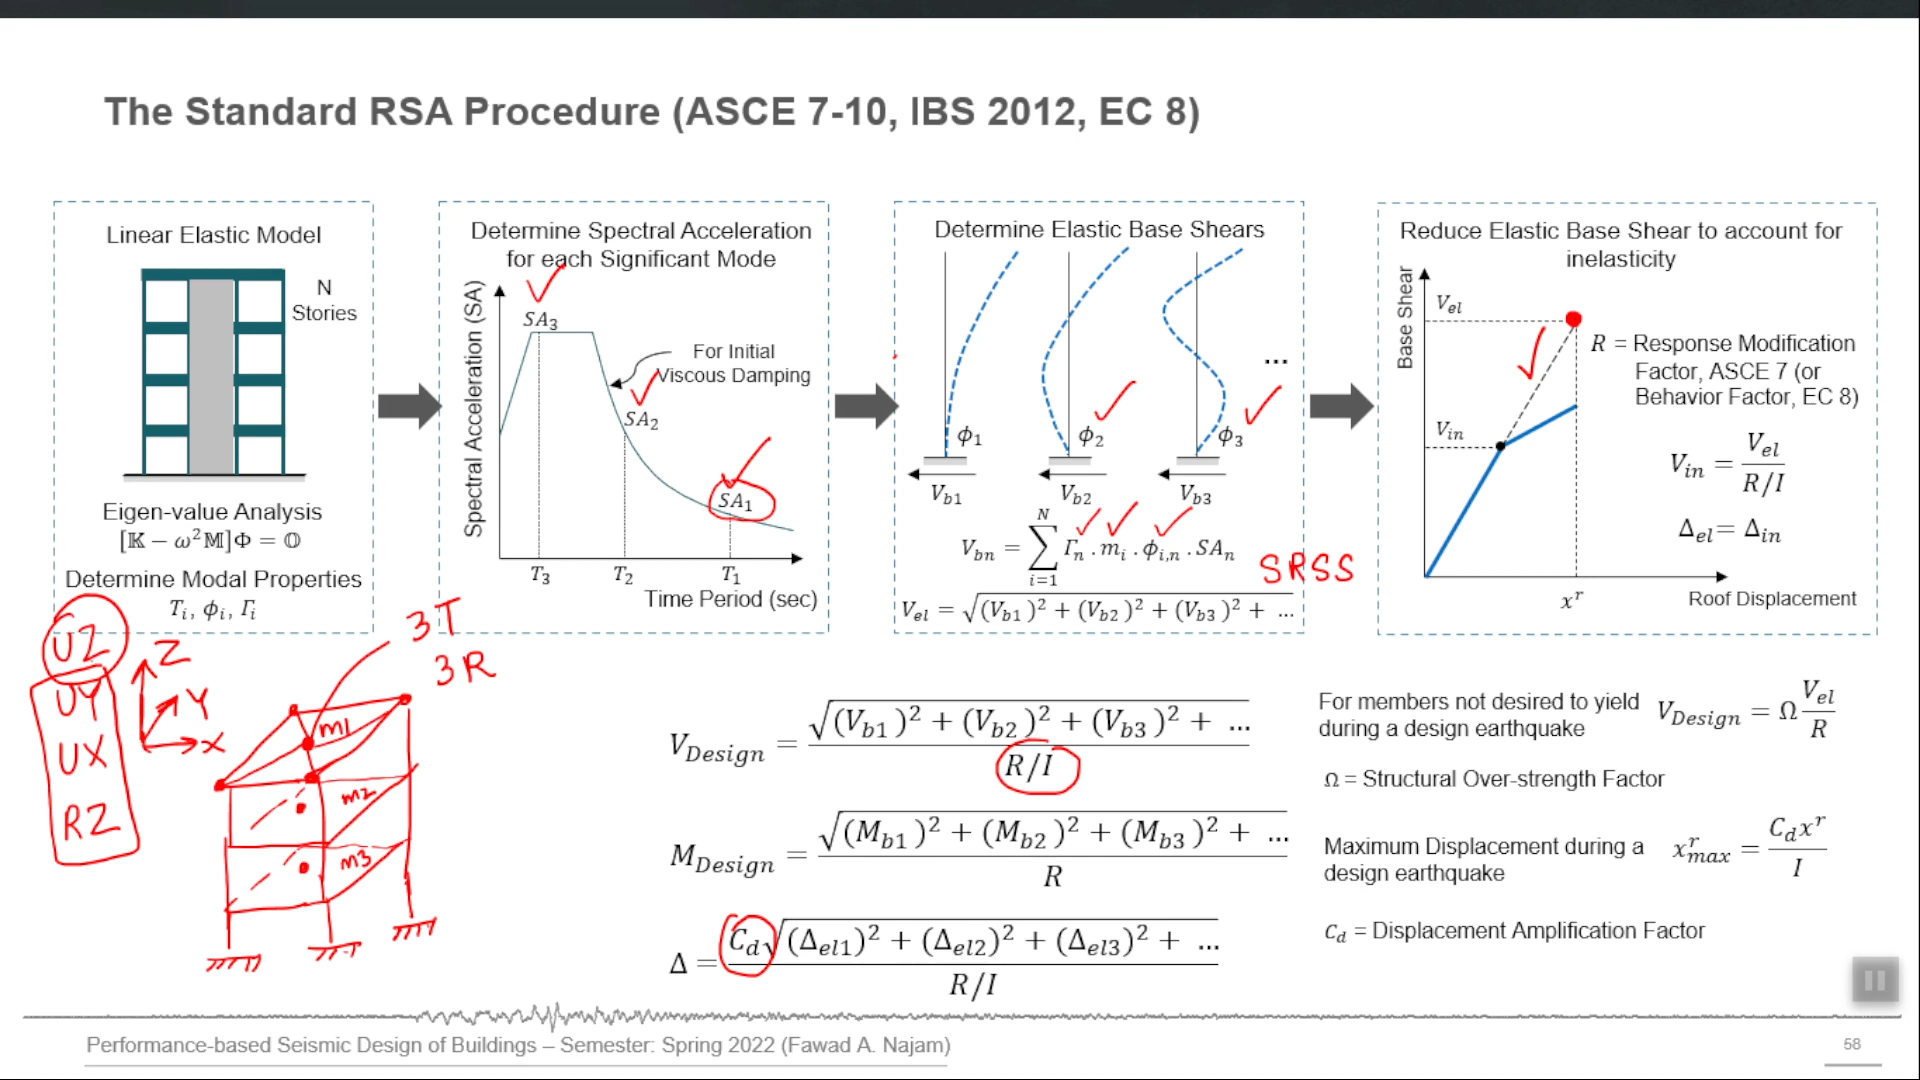 The Standard RSA Procedure (ASCE 7-10, IBS 2012, EC 8)
Linear Elastic Model
N
Stories
Eigen-value Analysis
[𝕂 − ω²𝕄]Φ = 𝕆
Determine Modal Properties
Tᵢ, ϕᵢ, Γᵢ
Determine Spectral Acceleration
for each Significant Mode
Spectral Acceleration (SA)
SA₃
For Initial
Viscous Damping
SA₂
SA₁
T₃ T₂ T₁
Time Period (sec)
Determine Elastic Base Shears
...
ϕ₁ ϕ₂ ϕ₃
V_b1 V_b2 V_b3
V_bn = ∑_{i=1}^{N} Γₙ . mᵢ . ϕ_{i,n} . SAₙ
SRSS
V_el = √((V_b1)² + (V_b2)² + (V_b3)² + ...
Reduce Elastic Base Shear to account for
inelasticity
Base Shear
V_el
R = Response Modification
Factor, ASCE 7 (or
Behavior Factor, EC 8)
V_in
V_in = V_el / (R/I)
Δ_el = Δ_in
xʳ
Roof Displacement
UZ
UY
UX
RZ
Z
Y
X
3T
3R
m1
m2
m3
V_Design = √((V_b1)² + (V_b2)² + (V_b3)² + ...) / (R/I)
M_Design = √((M_b1)² + (M_b2)² + (M_b3)² + ...) / R
Δ = C_d √((Δ_el1)² + (Δ_el2)² + (Δ_el3)² + ...) / (R/I)
For members not desired to yield
during a design earthquake
V_Design = Ω V_el / R
Ω = Structural Over-strength Factor
Maximum Displacement during a
design earthquake
xʳ_max = C_d xʳ / I
C_d = Displacement Amplification Factor
Performance-based Seismic Design of Buildings – Semester: Spring 2022 (Fawad A. Najam)
58